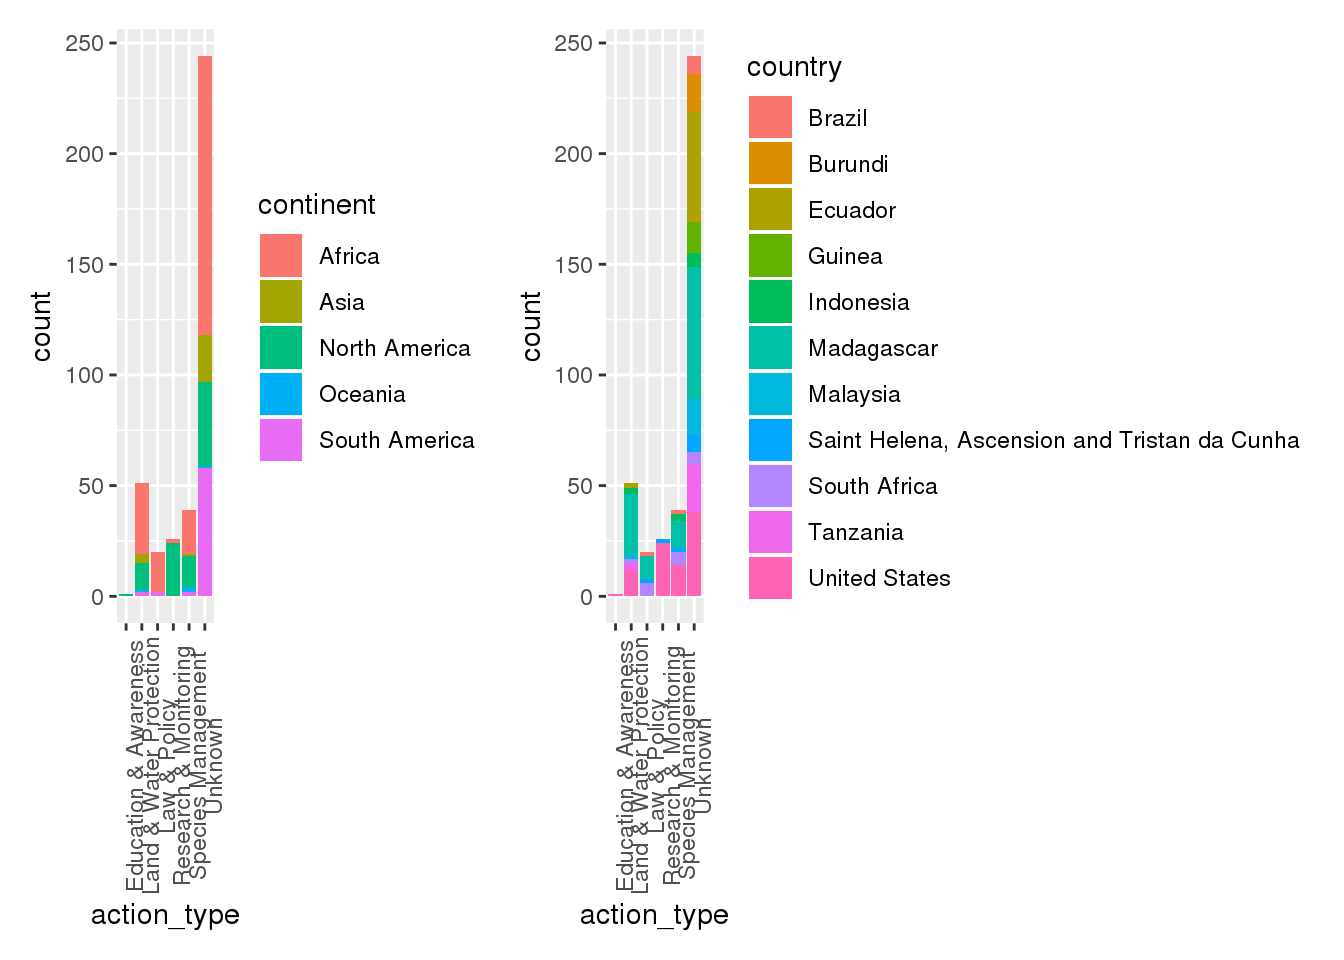 250
200
150
100
50
0
count
Education & Awareness
Land & Water Protection
Law & Policy
Research & Monitoring
Species Management
Unknown
action_type
continent
Africa
Asia
North America
Oceania
South America
250
200
150
100
50
0
count
Education & Awareness
Land & Water Protection
Law & Policy
Research & Monitoring
Species Management
Unknown
action_type
country
Brazil
Burundi
Ecuador
Guinea
Indonesia
Madagascar
Malaysia
Saint Helena, Ascension and Tristan da Cunha
South Africa
Tanzania
United States